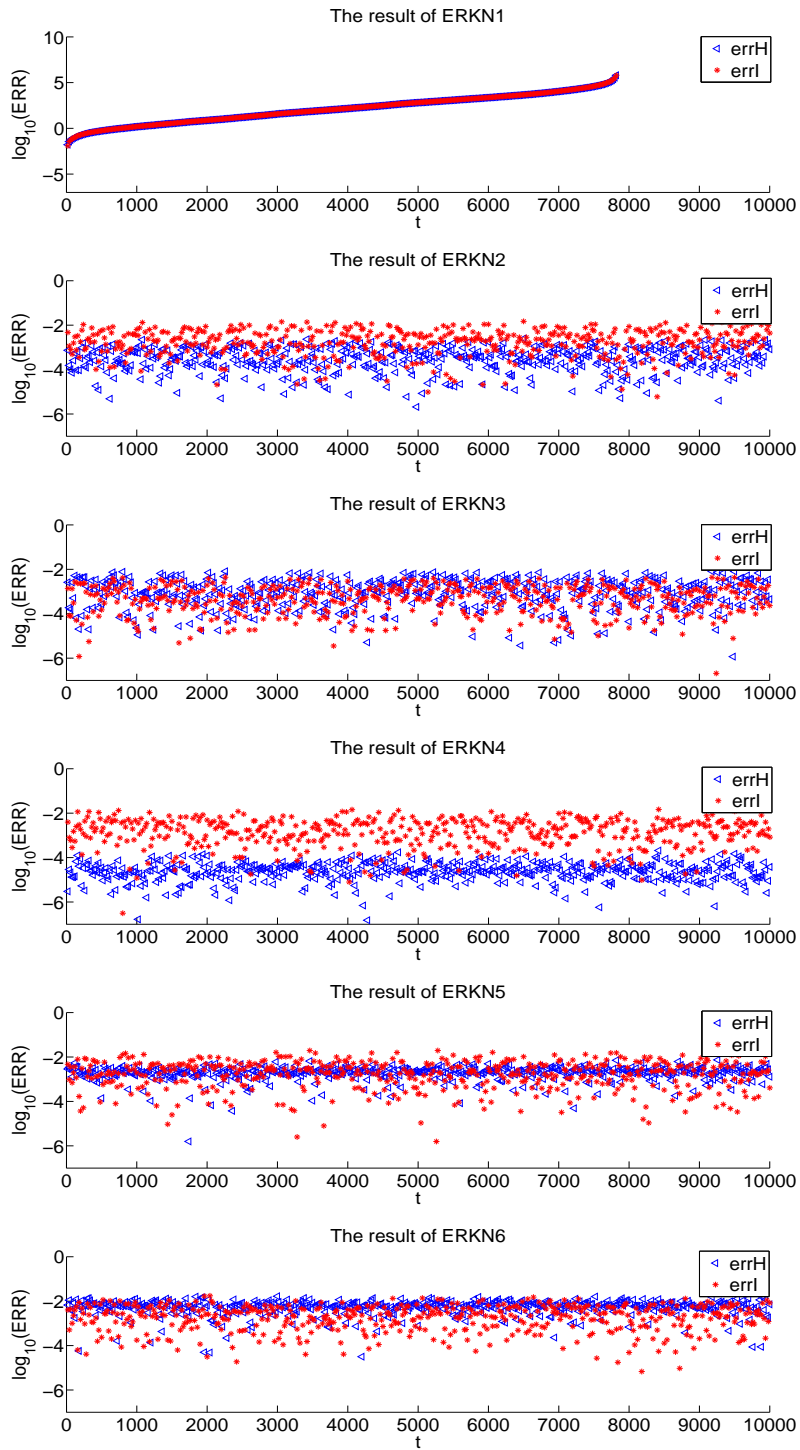 The result of ERKN1
10
5
0
−5
log10(ERR)
errH
errI
0 1000 2000 3000 4000 5000 6000 7000 8000 9000 10000
t
The result of ERKN2
0
−2
−4
−6
log10(ERR)
errH
errI
0 1000 2000 3000 4000 5000 6000 7000 8000 9000 10000
t
The result of ERKN3
0
−2
−4
−6
log10(ERR)
errH
errI
0 1000 2000 3000 4000 5000 6000 7000 8000 9000 10000
t
The result of ERKN4
0
−2
−4
−6
log10(ERR)
errH
errI
0 1000 2000 3000 4000 5000 6000 7000 8000 9000 10000
t
The result of ERKN5
0
−2
−4
−6
log10(ERR)
errH
errI
0 1000 2000 3000 4000 5000 6000 7000 8000 9000 10000
t
The result of ERKN6
0
−2
−4
−6
log10(ERR)
errH
errI
0 1000 2000 3000 4000 5000 6000 7000 8000 9000 10000
t